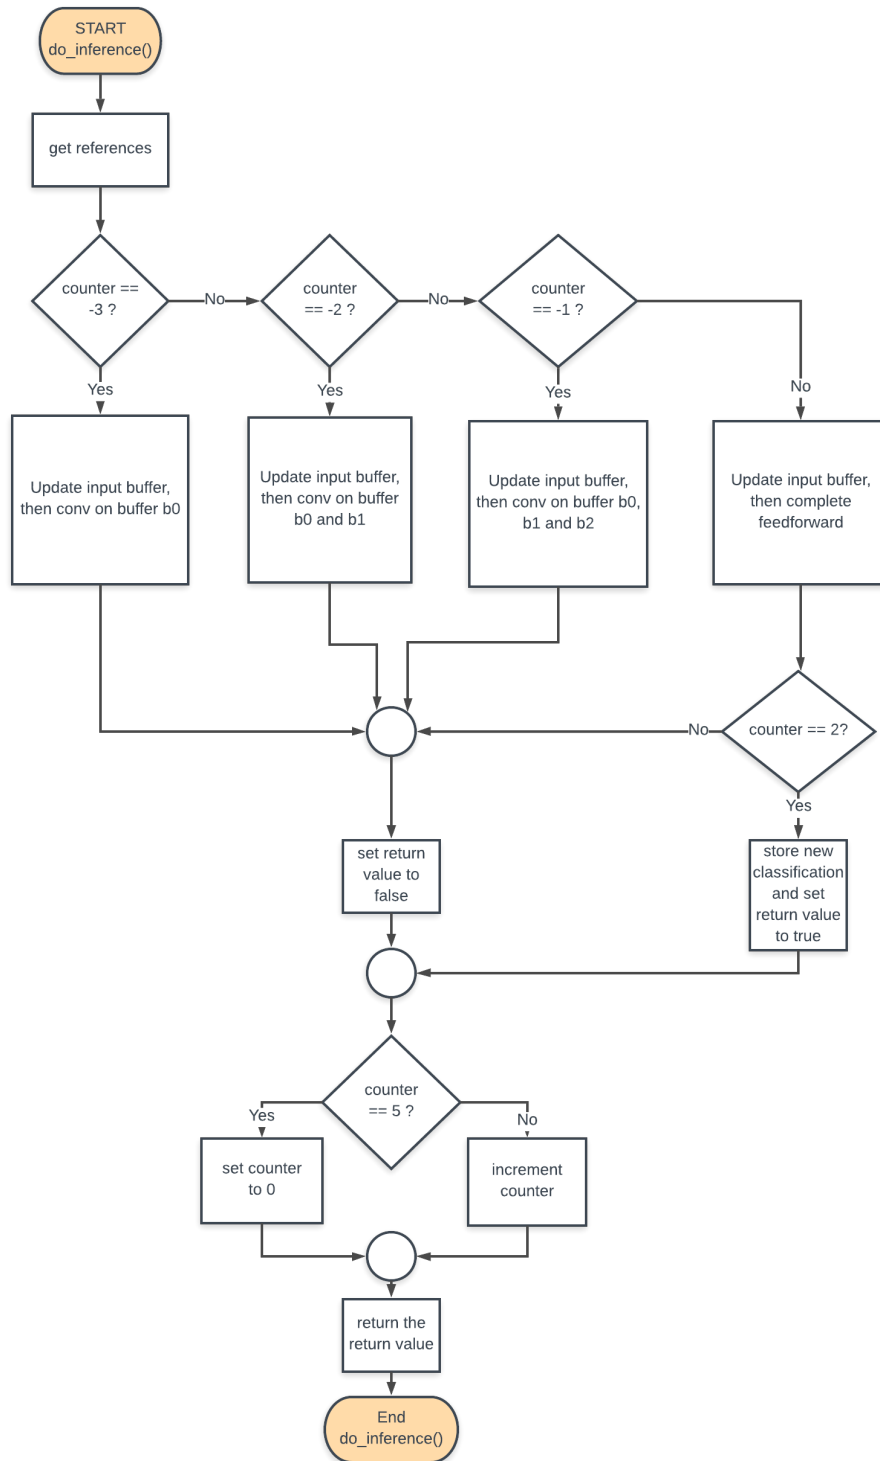 START
do_inference()
get references
counter ==
-3 ?
No
counter
== -2 ?
No
counter
== -1 ?
No
Yes
Yes
Yes
Update input buffer,
then conv on buffer b0
Update input buffer,
then conv on buffer
b0 and b1
Update input buffer,
then conv on buffer b0,
b1 and b2
Update input buffer,
then complete
feedforward
No
counter == 2?
Yes
set return
value to
false
store new
classification
and set
return value
to true
counter
== 5 ?
Yes
No
set counter
to 0
increment
counter
return the
return value
End
do_inference()